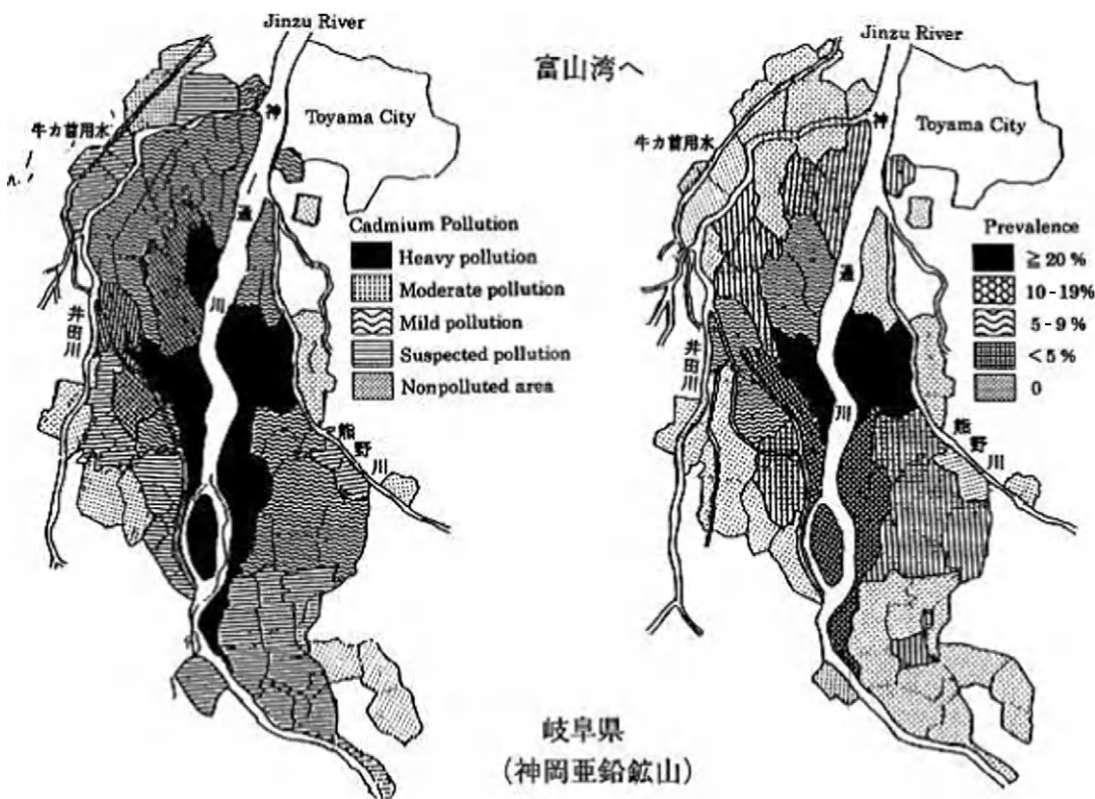 Jinzu River
牛カ首用水
神
通
川
Toyama City
井田川
熊野川
Cadmium Pollution
Heavy pollution
Moderate pollution
Mild pollution
Suspected pollution
Nonpolluted area
富山湾へ
岐阜県
(神岡亜鉛鉱山)
Jinzu River
牛カ首用水
神
通
川
Toyama City
井田川
熊野川
Prevalence
≧ 20 %
10 - 19%
5 - 9 %
< 5 %
0